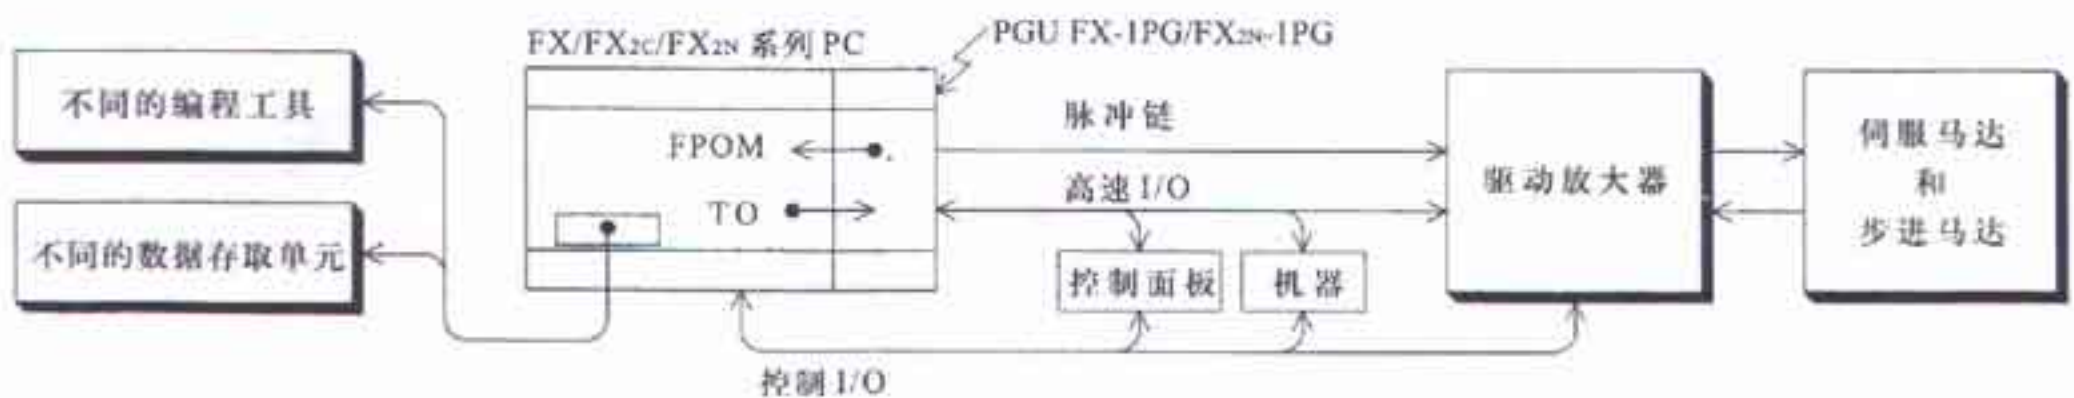 FX/FX2C/FX2N 系列 PC
PGU FX-1PG/FX2N-1PG
不同的编程工具
不同的数据存取单元
FPOM
TO
脉冲链
高速 I/O
控制面板
机器
控制 I/O
驱动放大器
伺服马达
和
步进马达